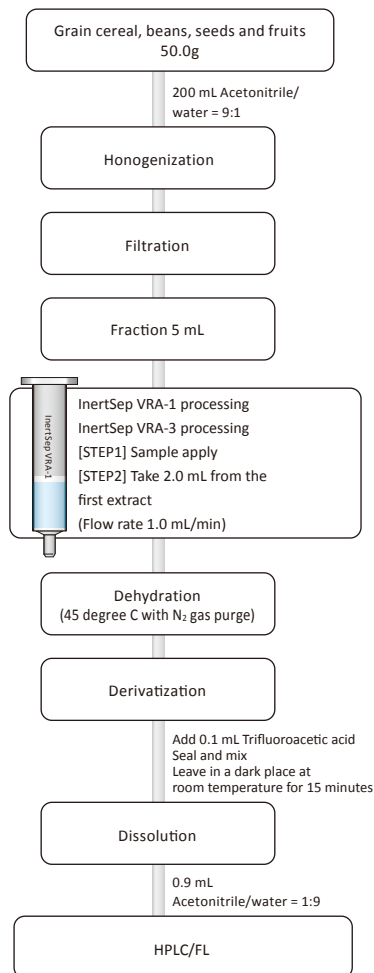 Grain cereal, beans, seeds and fruits
50.0g
200 mL Acetonitrile/
water = 9:1
Honogenization
Filtration
Fraction 5 mL
InertSep VRA-1
InertSep VRA-1 processing
InertSep VRA-3 processing
[STEP1] Sample apply
[STEP2] Take 2.0 mL from the
first extract
(Flow rate 1.0 mL/min)
Dehydration
(45 degree C with N₂ gas purge)
Derivatization
Add 0.1 mL Trifluoroacetic acid
Seal and mix
Leave in a dark place at
room temperature for 15 minutes
Dissolution
0.9 mL
Acetonitrile/water = 1:9
HPLC/FL